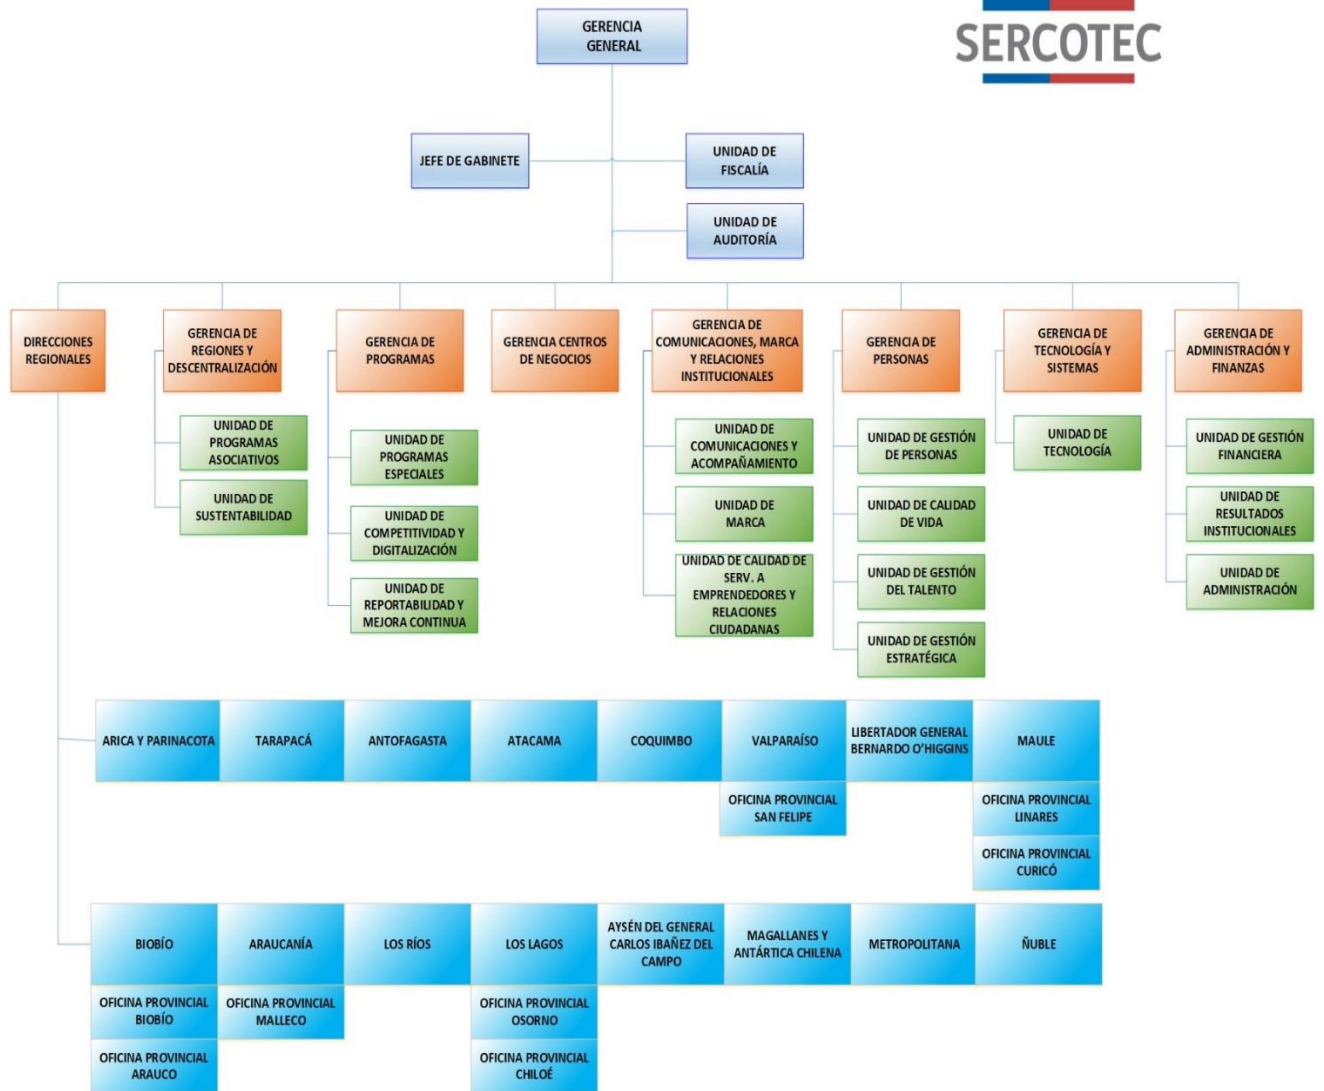 GERENCIA
GENERAL
SERCOTEC
JEFE DE GABINETE
UNIDAD DE
FISCALÍA
UNIDAD DE
AUDITORÍA
DIRECCIONES
REGIONALES
GERENCIA DE
REGIONES Y
DESCENTRALIZACIÓN
GERENCIA DE
PROGRAMAS
GERENCIA CENTROS
DE NEGOCIOS
GERENCIA DE
COMUNICACIONES, MARCA
Y RELACIONES
INSTITUCIONALES
GERENCIA DE
PERSONAS
GERENCIA DE
TECNOLOGÍA Y
SISTEMAS
GERENCIA DE
ADMINISTRACIÓN Y
FINANZAS
UNIDAD DE
PROGRAMAS
ASOCIATIVOS
UNIDAD DE
SUSTENTABILIDAD
UNIDAD DE
PROGRAMAS
ESPECIALES
UNIDAD DE
COMPETITIVIDAD Y
DIGITALIZACIÓN
UNIDAD DE
REPORTABILIDAD Y
MEJORA CONTINUA
UNIDAD DE
COMUNICACIONES Y
ACOMPAÑAMIENTO
UNIDAD DE
MARCA
UNIDAD DE CALIDAD DE
SERV. A
EMPRENDEDORES Y
RELACIONES
CIUDADANAS
UNIDAD DE GESTIÓN
DE PERSONAS
UNIDAD DE CALIDAD
DE VIDA
UNIDAD DE GESTIÓN
DEL TALENTO
UNIDAD DE GESTIÓN
ESTRATÉGICA
UNIDAD DE
TECNOLOGÍA
UNIDAD DE GESTIÓN
FINANCIERA
UNIDAD DE
RESULTADOS
INSTITUCIONALES
UNIDAD DE
ADMINISTRACIÓN
ARICA Y PARINACOTA
TARAPACÁ
ANTOFAGASTA
ATACAMA
COQUIMBO
VALPARAÍSO
LIBERTADOR GENERAL
BERNARDO O'HIGGINS
MAULE
OFICINA PROVINCIAL
SAN FELIPE
OFICINA PROVINCIAL
LINARES
OFICINA PROVINCIAL
CURICÓ
BIOBÍO
ARAUCANÍA
LOS RÍOS
LOS LAGOS
AYSÉN DEL GENERAL
CARLOS IBAÑEZ DEL
CAMPO
MAGALLANES Y
ANTÁRTICA CHILENA
METROPOLITANA
ÑUBLE
OFICINA PROVINCIAL
BIOBÍO
OFICINA PROVINCIAL
MALLECO
OFICINA PROVINCIAL
OSORNO
OFICINA PROVINCIAL
ARAUCO
OFICINA PROVINCIAL
CHILOÉ